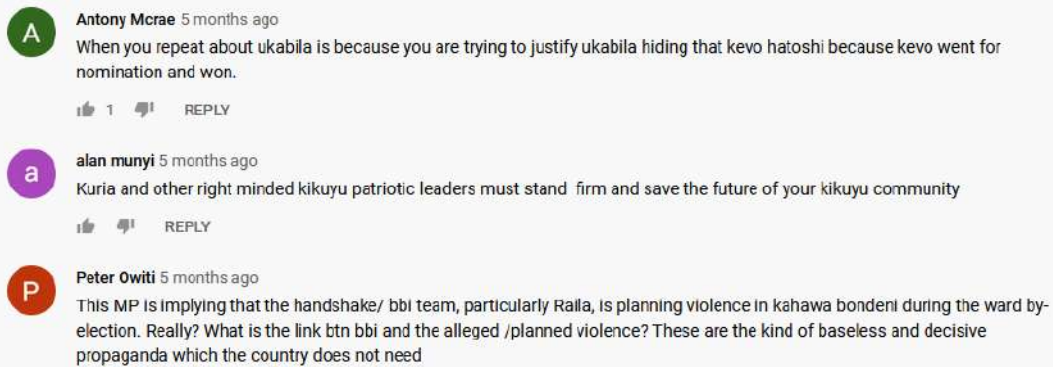 A
Antony Mcrae 5 months ago
When you repeat about ukabila is because you are trying to justify ukabila hiding that kevo hatoshi because kevo went for
nomination and won.
1 REPLY
a
alan munyi 5 months ago
Kuria and other right minded kikuyu patriotic leaders must stand firm and save the future of your kikuyu community
REPLY
P
Peter Owiti 5 months ago
This MP is implying that the handshake/ bbi team, particularly Raila, is planning violence in kahawa bondeni during the ward by-
election. Really? What is the link btn bbi and the alleged /planned violence? These are the kind of baseless and decisive
propaganda which the country does not need